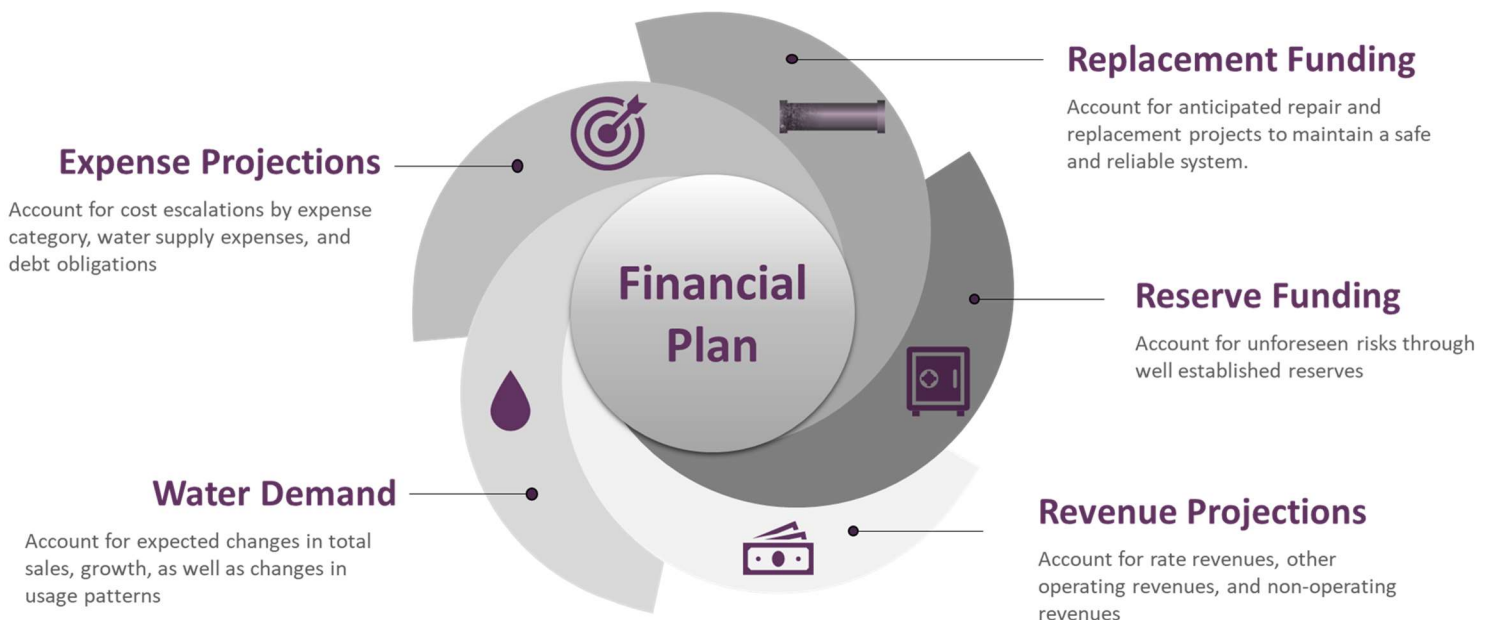 Replacement Funding
Account for anticipated repair and
replacement projects to maintain a safe
and reliable system.
Expense Projections
Account for cost escalations by expense
category, water supply expenses, and
debt obligations
Financial
Plan
Reserve Funding
Account for unforeseen risks through
well established reserves
Water Demand
Account for expected changes in total
sales, growth, as well as changes in
usage patterns
Revenue Projections
Account for rate revenues, other
operating revenues, and non-operating
revenues